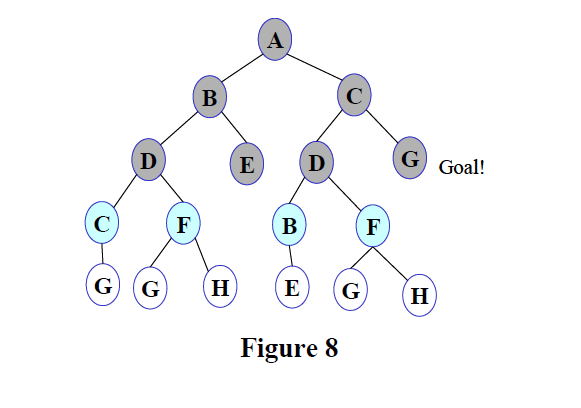 A
B C
D E D G Goal!
C F B F
G G H E G H
Figure 8